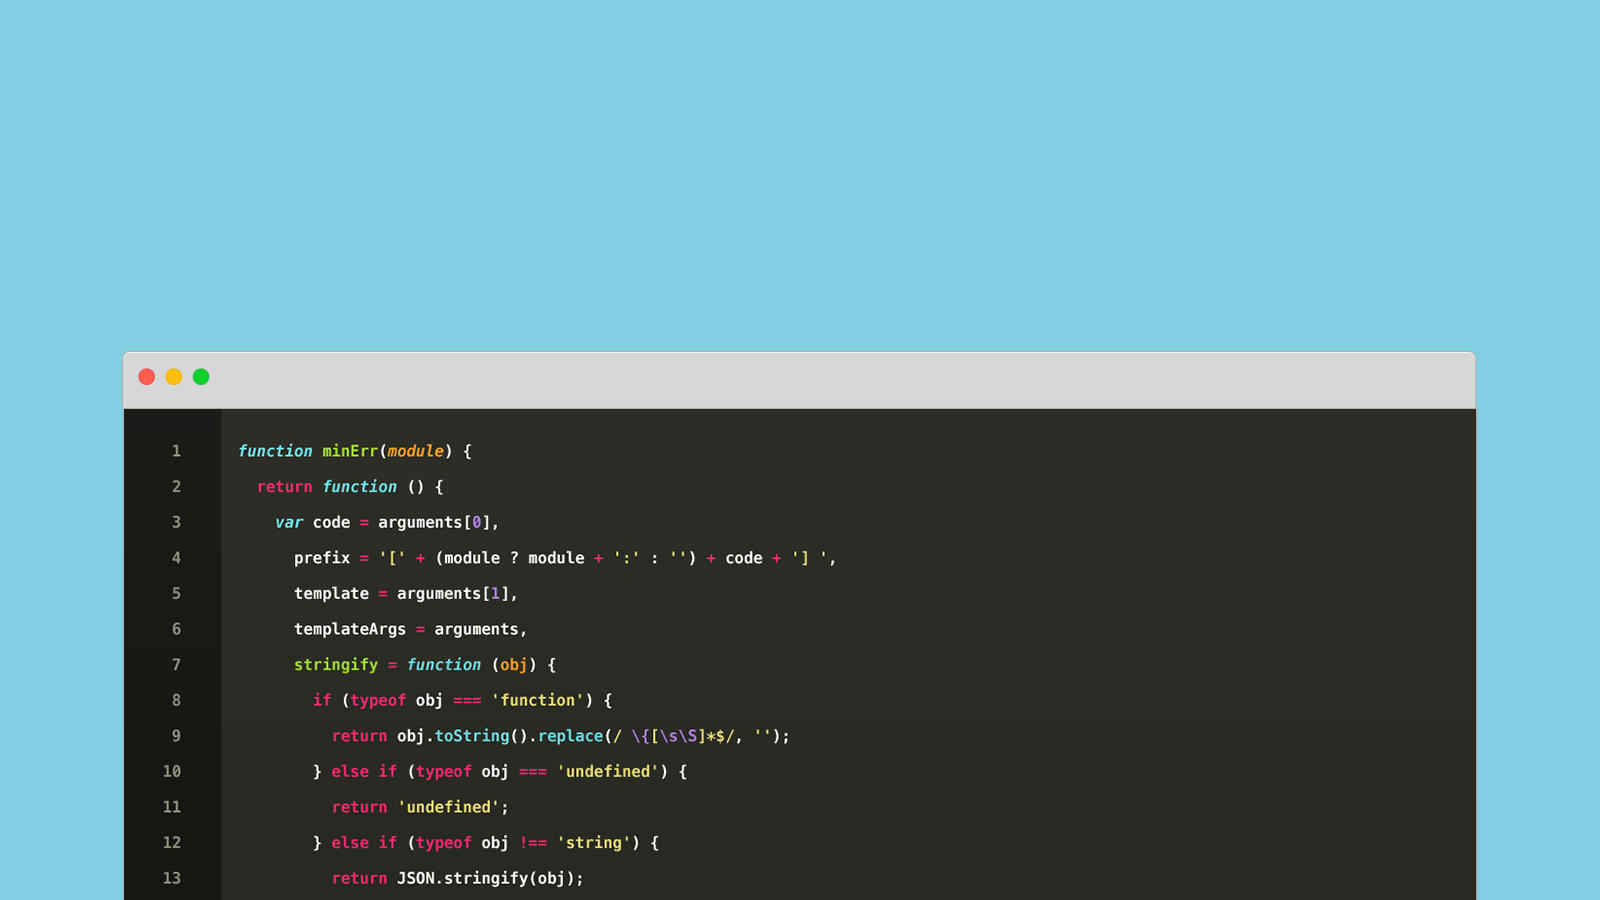 1 function minErr(module) {
2 return function () {
3 var code = arguments[0],
4 prefix = '[' + (module ? module + ':' : '') + code + '] ',
5 template = arguments[1],
6 templateArgs = arguments,
7 stringify = function (obj) {
8 if (typeof obj === 'function') {
9 return obj.toString().replace(/ \{[\s\S]*$/, '');
10 } else if (typeof obj === 'undefined') {
11 return 'undefined';
12 } else if (typeof obj !== 'string') {
13 return JSON.stringify(obj);